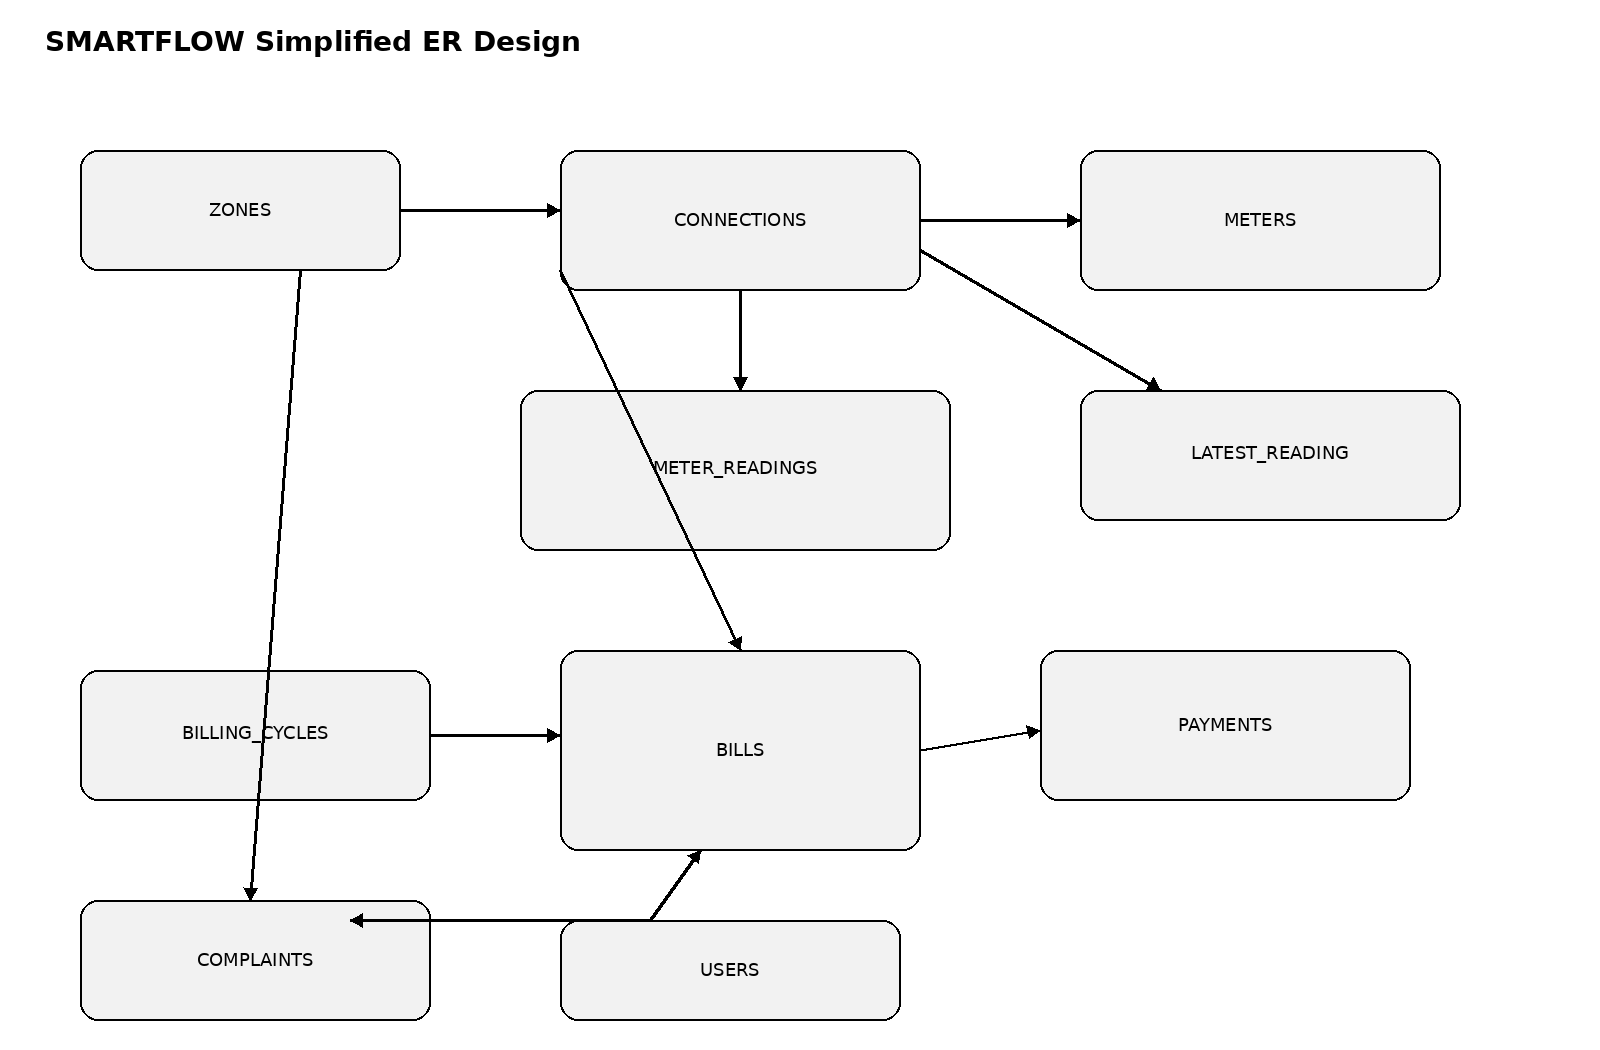 SMARTFLOW Simplified ER Design
ZONES
CONNECTIONS
METERS
METER_READINGS
LATEST_READING
BILLING_CYCLES
BILLS
PAYMENTS
COMPLAINTS
USERS